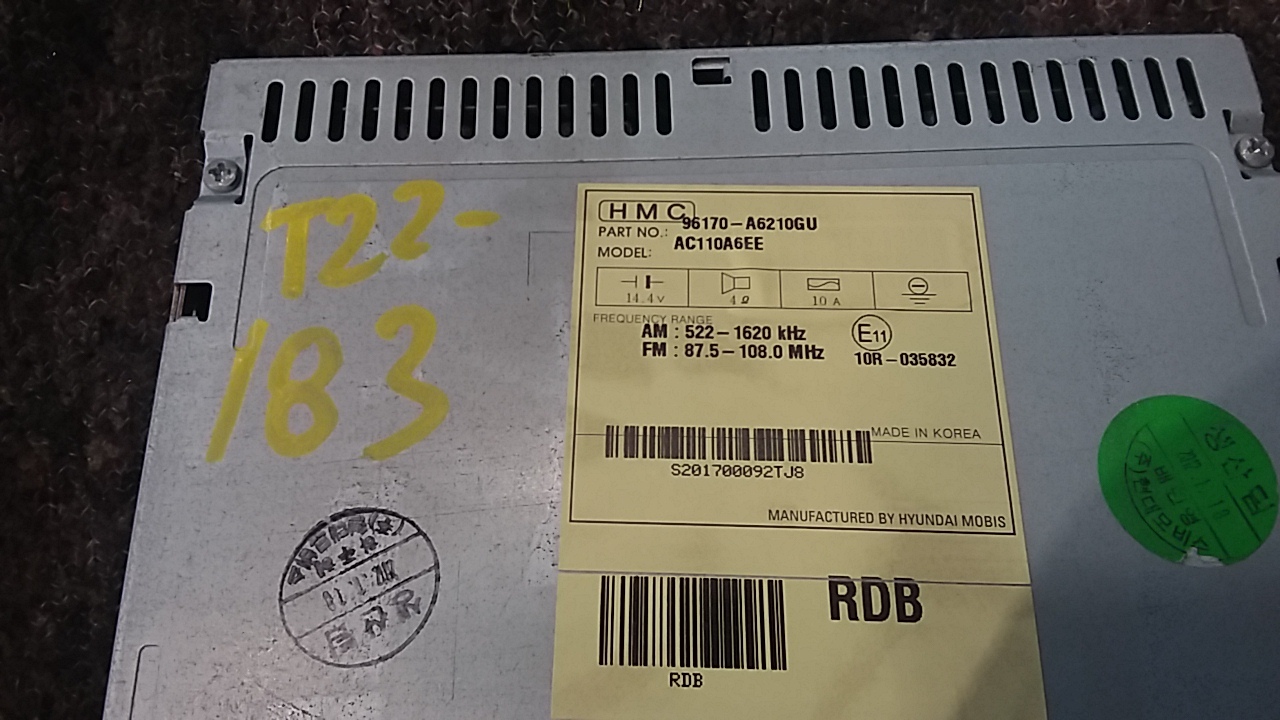 T22-
183
HMC
PART NO.: 96170-A6210GU
MODEL: AC110A6EE
14.4V
4Ω
10 A
FREQUENCY RANGE
AM : 522-1620 kHz
FM : 87.5-108.0 MHz
E11
10R-035832
MADE IN KOREA
S201700092TJ8
MANUFACTURED BY HYUNDAI MOBIS
RDB
RDB